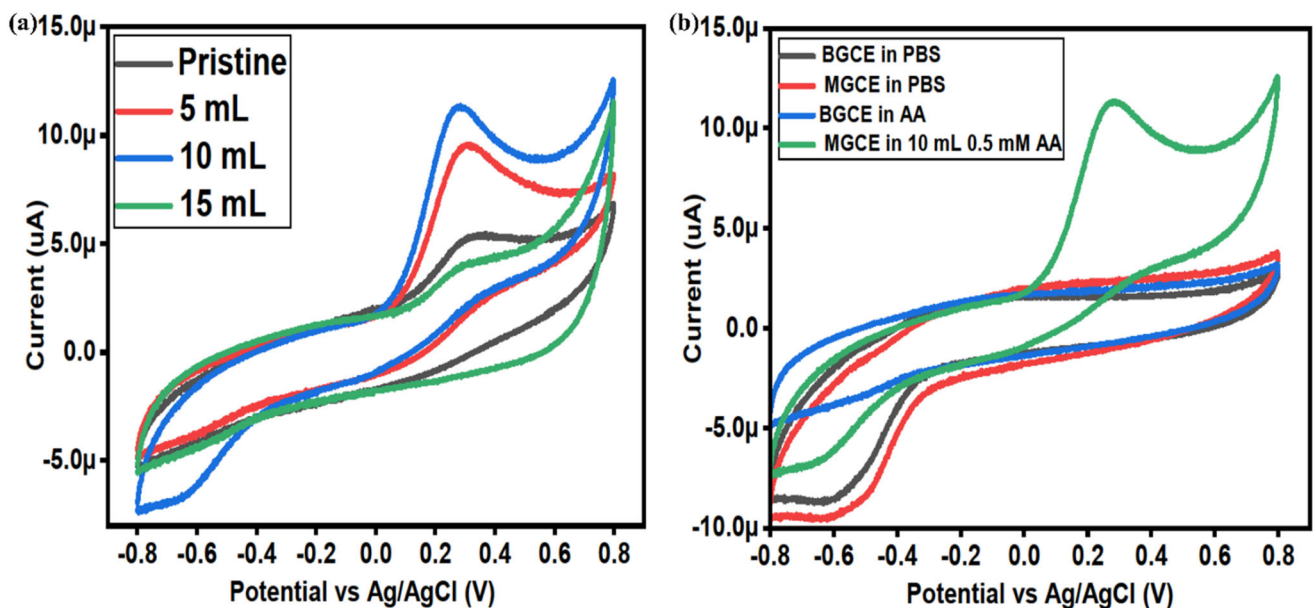 (a)
15.0µ
10.0µ
5.0µ
0.0
-5.0µ
Current (uA)
Pristine
5 mL
10 mL
15 mL
-0.8 -0.6 -0.4 -0.2 0.0 0.2 0.4 0.6 0.8
Potential vs Ag/AgCl (V)
(b)
15.0µ
10.0µ
5.0µ
0.0
-5.0µ
-10.0µ
Current (uA)
BGCE in PBS
MGCE in PBS
BGCE in AA
MGCE in 10 mL 0.5 mM AA
-0.8 -0.6 -0.4 -0.2 0.0 0.2 0.4 0.6 0.8
Potential vs Ag/AgCl (V)